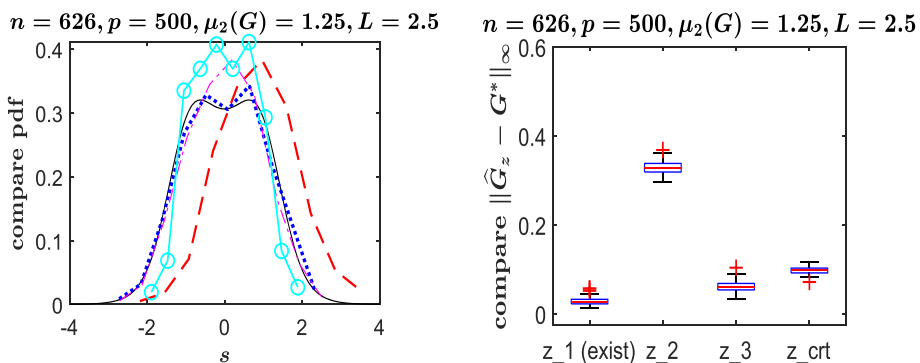 n = 626, p = 500, μ₂(G) = 1.25, L = 2.5
compare pdf
0.4
0.3
0.2
0.1
0
-4
-2
0
2
4
s
n = 626, p = 500, μ₂(G) = 1.25, L = 2.5
compare ‖Ĝ_z − G*‖_∞
0.6
0.4
0.2
0
z_1 (exist)
z_2
z_3
z_crt